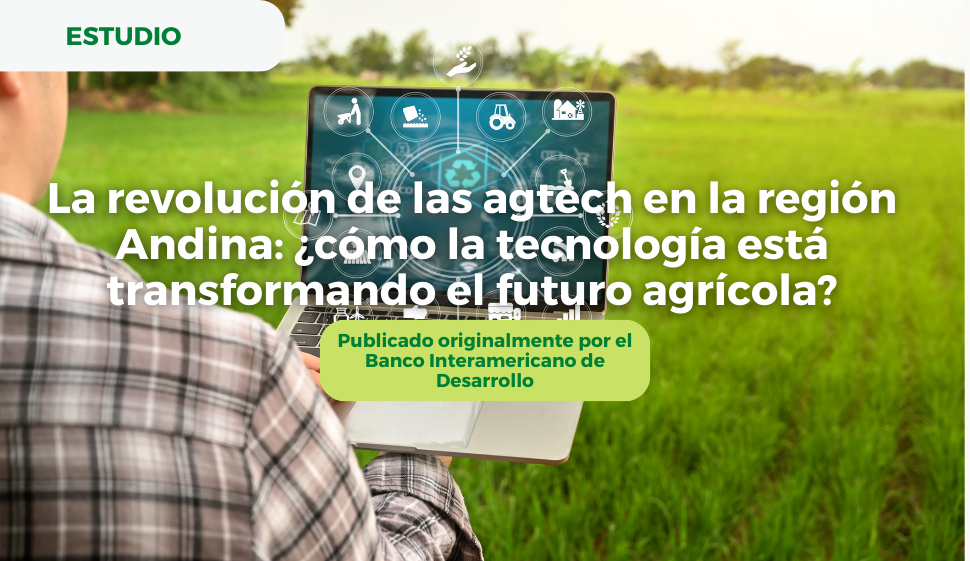 ESTUDIO
La revolución de las agtech en la región
Andina: ¿cómo la tecnología está
transformando el futuro agrícola?
Publicado originalmente por el
Banco Interamericano de
Desarrollo